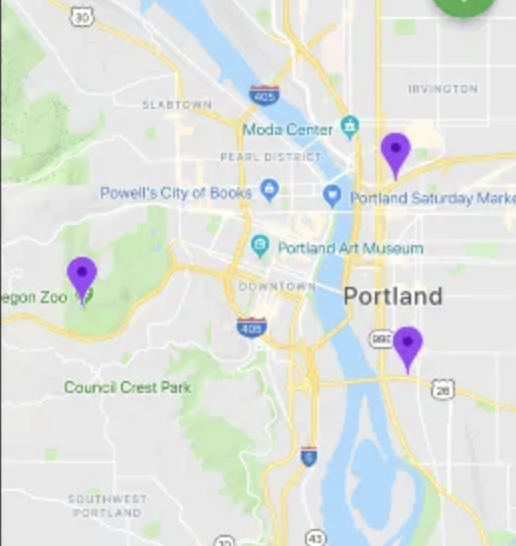 30
405
IRVINGTON
SLABTOWN
Moda Center
PEARL DISTRICT
Powell's City of Books
Portland Saturday Marke
Portland Art Museum
DOWNTOWN
egon Zoo
Portland
405
99E
Council Crest Park
26
5
SOUTHWEST
PORTLAND
43